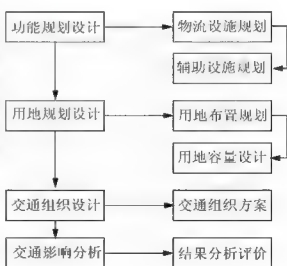 功能规划设计
物流设施规划
辅助设施规划
用地规划设计
用地布置规划
用地容量设计
交通组织设计
交通组织方案
交通影响分析
结果分析评价